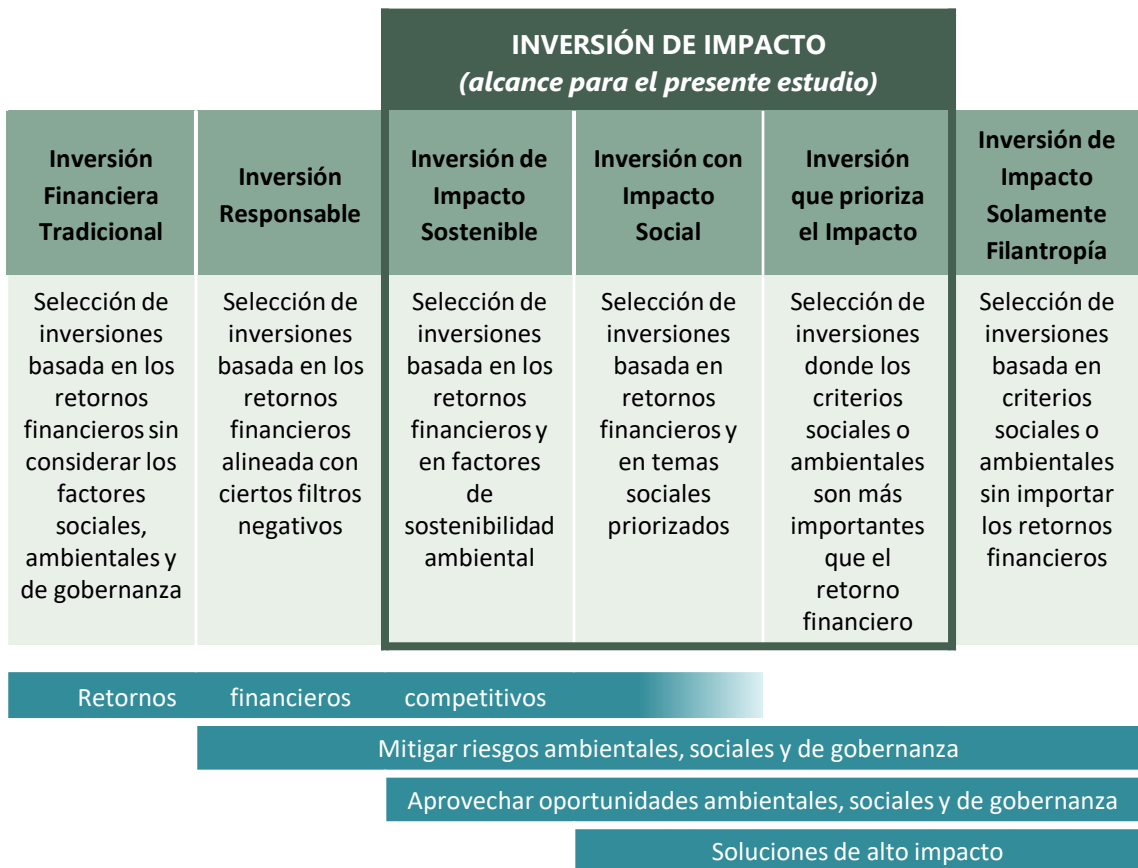 INVERSIÓN DE IMPACTO
(alcance para el presente estudio)
Inversión
Financiera
Tradicional
Inversión
Responsable
Inversión de
Impacto
Sostenible
Inversión con
Impacto
Social
Inversión
que prioriza
el Impacto
Inversión de
Impacto
Solamente
Filantropía
Selección de
inversiones
basada en los
retornos
financieros sin
considerar los
factores
sociales,
ambientales y
de gobernanza
Selección de
inversiones
basada en los
retornos
financieros
alineada con
ciertos filtros
negativos
Selección de
inversiones
basada en los
retornos
financieros y
en factores
de
sostenibilidad
ambiental
Selección de
inversiones
basada en
retornos
financieros y
en temas
sociales
priorizados
Selección de
inversiones
donde los
criterios
sociales o
ambientales
son más
importantes
que el
retorno
financiero
Selección de
inversiones
basada en
criterios
sociales o
ambientales
sin importar
los retornos
financieros
Retornos financieros competitivos
Mitigar riesgos ambientales, sociales y de gobernanza
Aprovechar oportunidades ambientales, sociales y de gobernanza
Soluciones de alto impacto